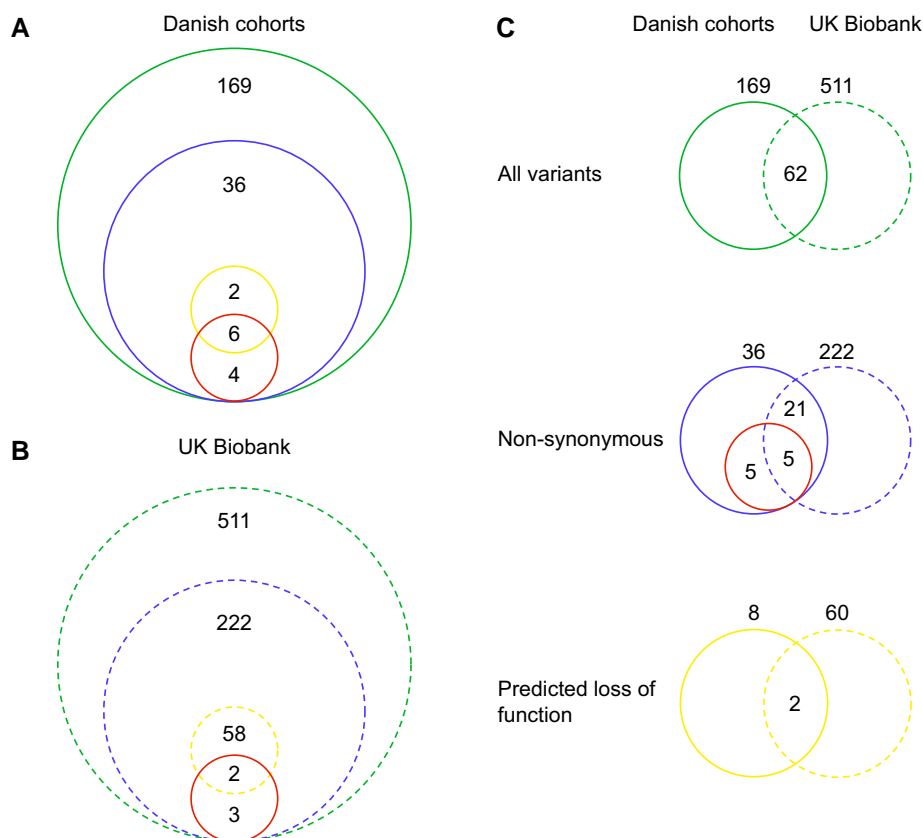 A
Danish cohorts
169
36
2
6
4
B
UK Biobank
511
222
58
2
3
C
Danish cohorts
UK Biobank
169
511
All variants
62
36
222
21
Non-synonymous
5
5
8
60
Predicted loss of
function
2